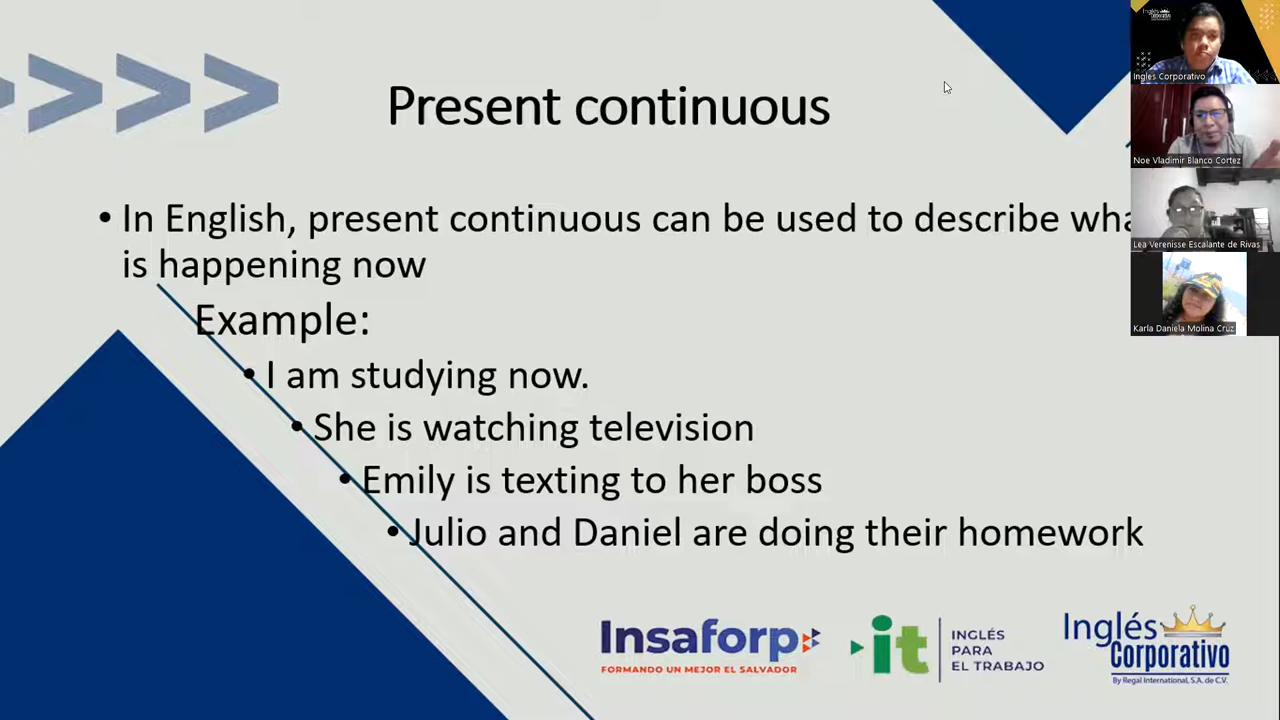 Present continuous
• In English, present continuous can be used to describe wha
is happening now
Example:
• I am studying now.
• She is watching television
• Emily is texting to her boss
• Julio and Daniel are doing their homework
Insaforp
FORMANDO UN MEJOR EL SALVADOR
it
INGLÉS
PARA
EL TRABAJO
Inglés
Corporativo
By Regal International, S.A. de C.V.
Inglés
Corporativo
Ingles Corporativo
Noe Vladimir Blanco Cortez
Lea Verenisse Escalante de Rivas
Karla Daniela Molina Cruz